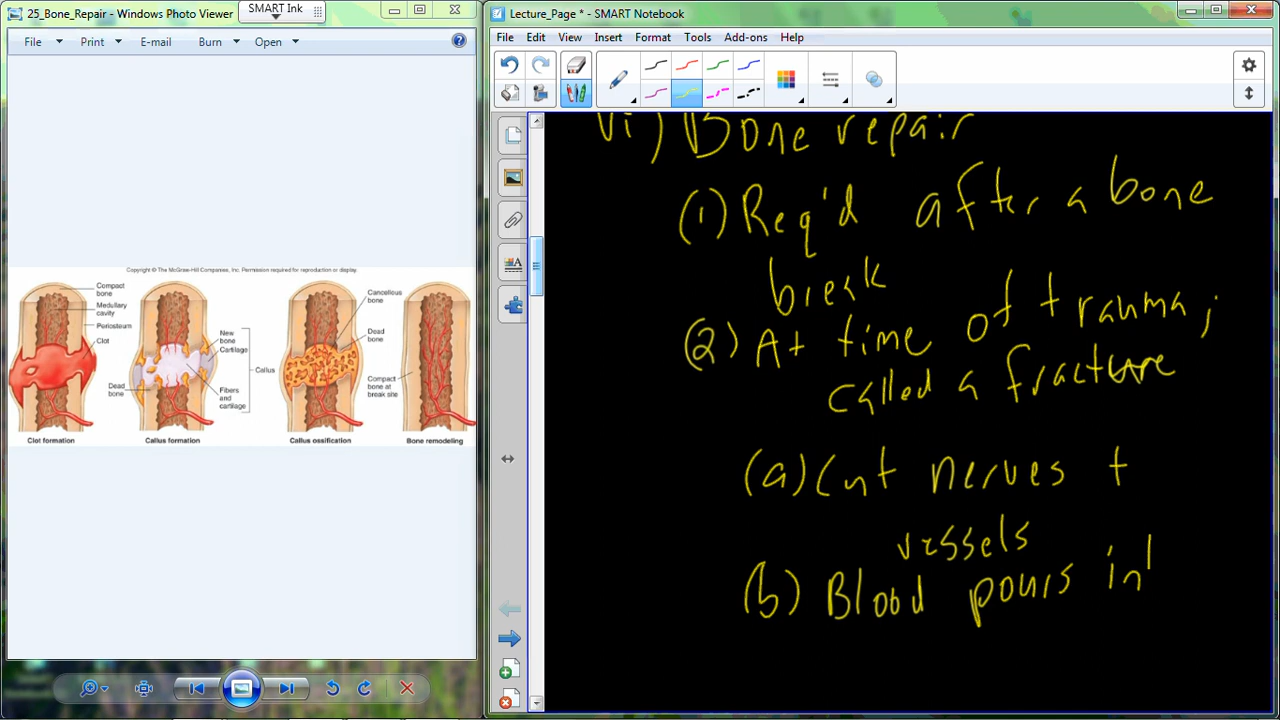 25_Bone_Repair - Windows Photo Viewer
SMART Ink
File Print E-mail Burn Open
Copyright © The McGraw-Hill Companies, Inc. Permission required for reproduction or display.
Compact
bone
Medullary
cavity
Periosteum
Clot
Dead
bone
Clot formation
New
bone
Cartilage
Callus
Fibers
and
cartilage
Callus formation
Cancellous
bone
Dead
bone
Compact
bone at
break site
Callus ossification
Bone remodeling
Lecture_Page * - SMART Notebook
File Edit View Insert Format Tools Add-ons Help
vi) Bone repair
(1) Req'd after a bone
break
(2) At time of trauma;
called a fracture
(a) Cut nerves +
vessels
(b) Blood pours in